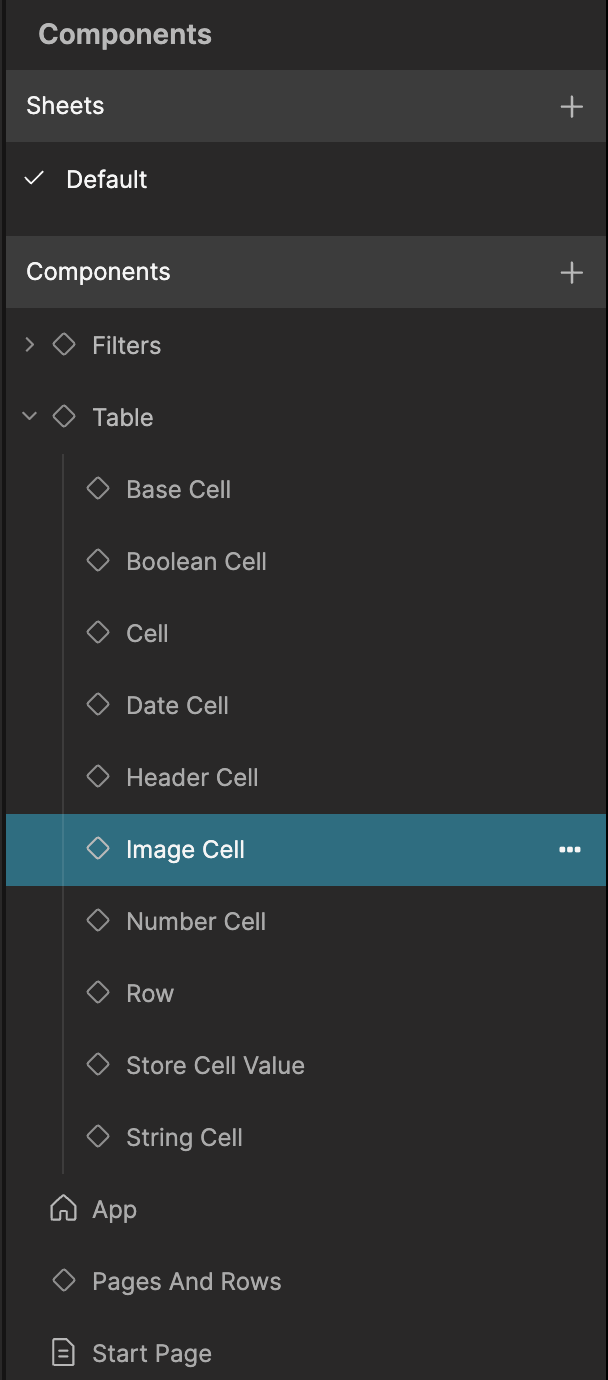 Components
Sheets
Default
Components
Filters
Table
Base Cell
Boolean Cell
Cell
Date Cell
Header Cell
Image Cell
Number Cell
Row
Store Cell Value
String Cell
App
Pages And Rows
Start Page